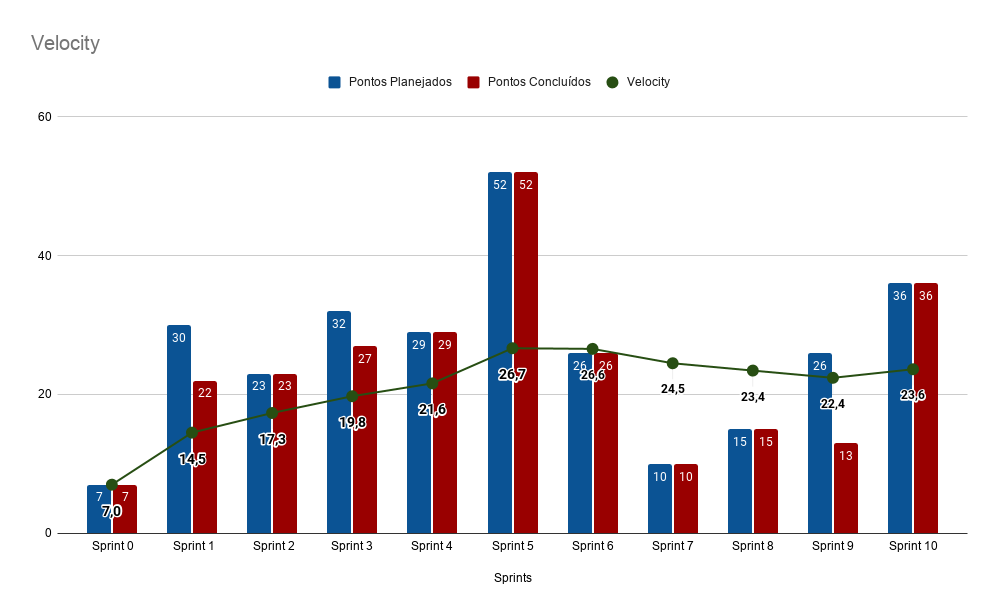 Velocity
Pontos Planejados Pontos Concluídos Velocity
60
40
20
0
7 7 30 22 23 23 32 27 29 29 52 52 26 26 10 10 15 15 26 13 36 36
7,0 14,5 17,3 19,8 21,6 26,7 26,6 24,5 23,4 22,4 23,6
Sprint 0 Sprint 1 Sprint 2 Sprint 3 Sprint 4 Sprint 5 Sprint 6 Sprint 7 Sprint 8 Sprint 9 Sprint 10
Sprints